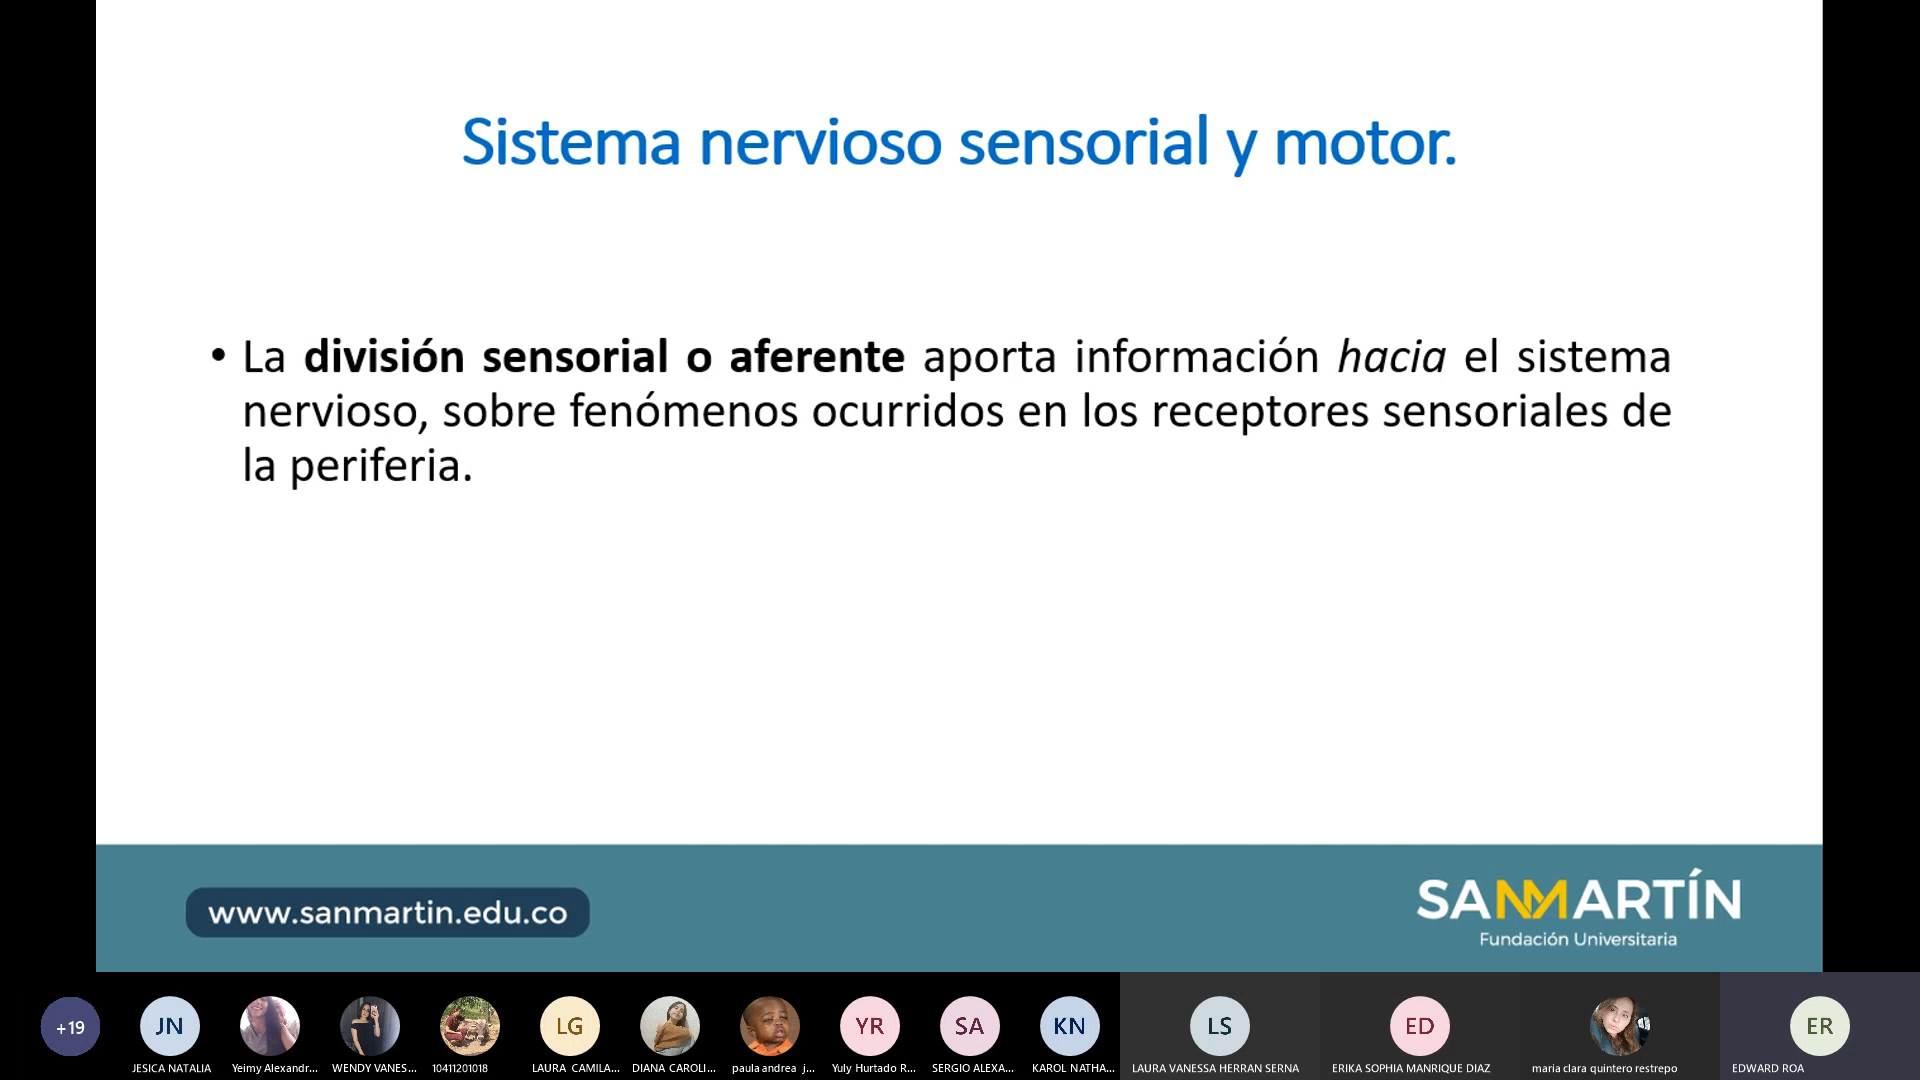 Sistema nervioso sensorial y motor.
• La división sensorial o aferente aporta información hacia el sistema
nervioso, sobre fenómenos ocurridos en los receptores sensoriales de
la periferia.
www.sanmartin.edu.co
SANMARTÍN
Fundación Universitaria
+19
JN
LG
YR
SA
KN
LS
ED
ER
JESICA NATALIA
Yeimy Alexandr...
WENDY VANES...
10411201018
LAURA CAMILA...
DIANA CAROLI...
paula andrea j...
Yuly Hurtado R...
SERGIO ALEXA...
KAROL NATHA...
LAURA VANESSA HERRAN SERNA
ERIKA SOPHIA MANRIQUE DIAZ
maria clara quintero restrepo
EDWARD ROA